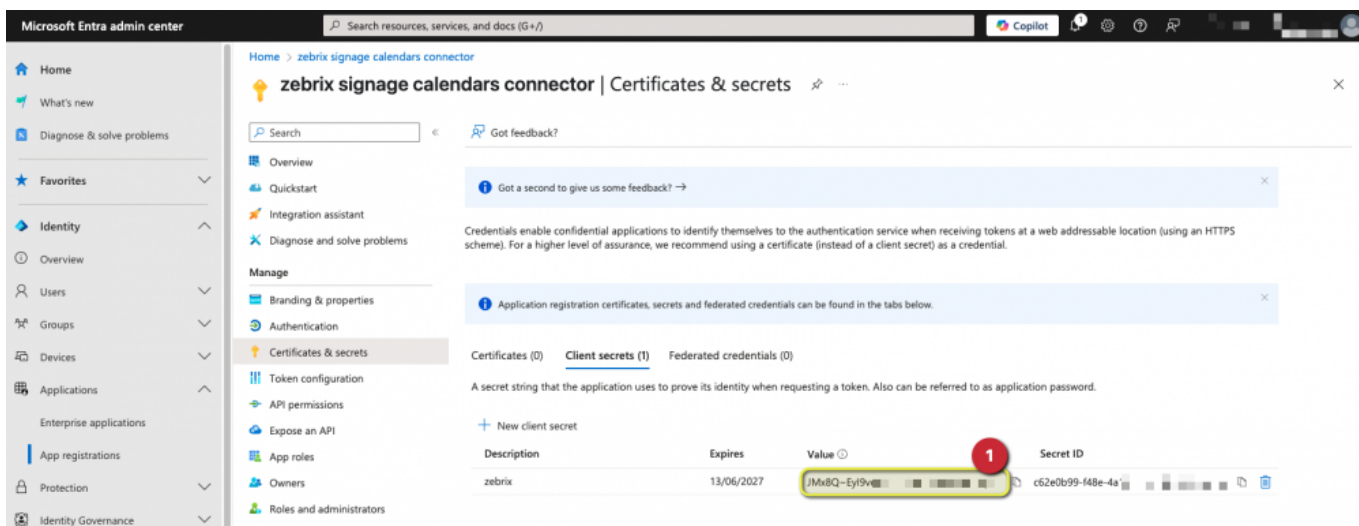 Microsoft Entra admin center
Search resources, services, and docs (G+/)
Copilot
1
Home
What's new
Diagnose & solve problems
Favorites
Identity
Overview
Users
Groups
Devices
Applications
Enterprise applications
App registrations
Protection
Identity Governance
Home > zebrix signage calendars connector
zebrix signage calendars connector | Certificates & secrets
Search
Overview
Quickstart
Integration assistant
Diagnose and solve problems
Manage
Branding & properties
Authentication
Certificates & secrets
Token configuration
API permissions
Expose an API
App roles
Owners
Roles and administrators
Got feedback?
Got a second to give us some feedback? →
Credentials enable confidential applications to identify themselves to the authentication service when receiving tokens at a web addressable location (using an HTTPS
scheme). For a higher level of assurance, we recommend using a certificate (instead of a client secret) as a credential.
Application registration certificates, secrets and federated credentials can be found in the tabs below.
Certificates (0) Client secrets (1) Federated credentials (0)
A secret string that the application uses to prove its identity when requesting a token. Also can be referred to as application password.
New client secret
Description Expires Value 1 Secret ID
zebrix 13/06/2027 JMx8Q~EyI9v c62e0b99-f48e-4a